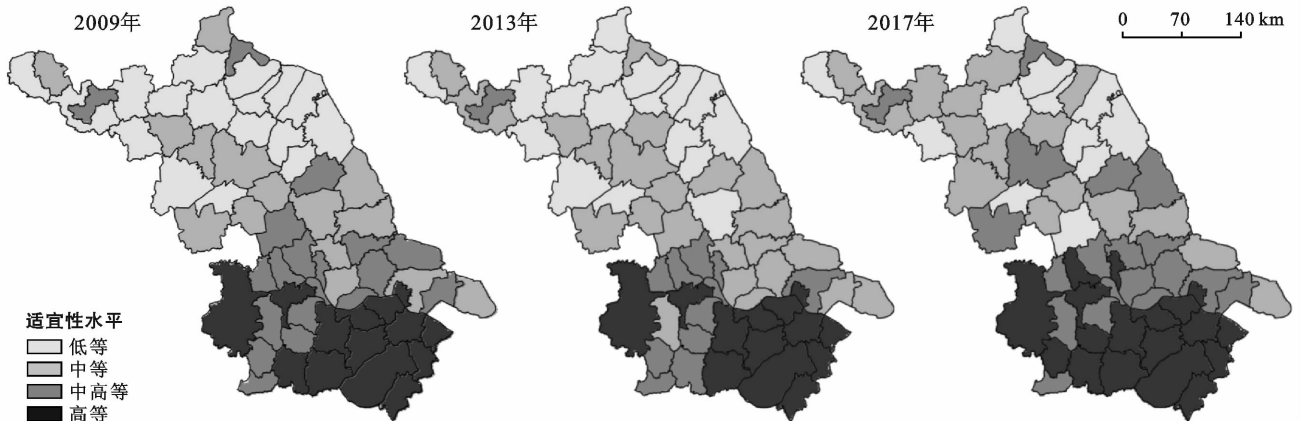 2009年
2013年
2017年
0 70 140 km
适宜性水平
低等
中等
中高等
高等